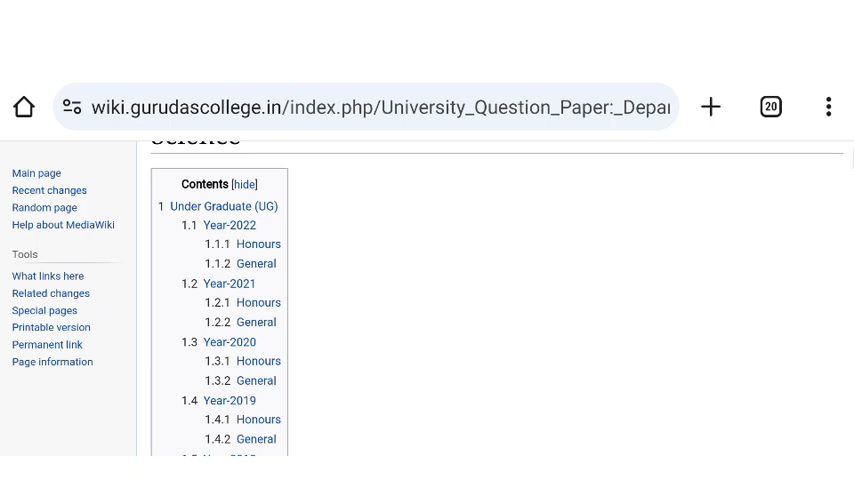 wiki.gurudascollege.in/index.php/University_Question_Paper:_Depar
20
Science
Main page
Recent changes
Random page
Help about MediaWiki
Tools
What links here
Related changes
Special pages
Printable version
Permanent link
Page information
Contents [hide]
1 Under Graduate (UG)
1.1 Year-2022
1.1.1 Honours
1.1.2 General
1.2 Year-2021
1.2.1 Honours
1.2.2 General
1.3 Year-2020
1.3.1 Honours
1.3.2 General
1.4 Year-2019
1.4.1 Honours
1.4.2 General